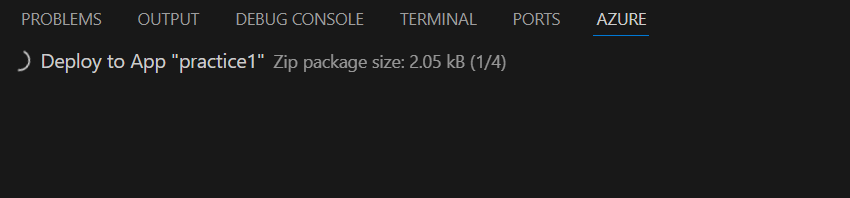 PROBLEMS OUTPUT DEBUG CONSOLE TERMINAL PORTS AZURE
Deploy to App "practice1" Zip package size: 2.05 kB (1/4)